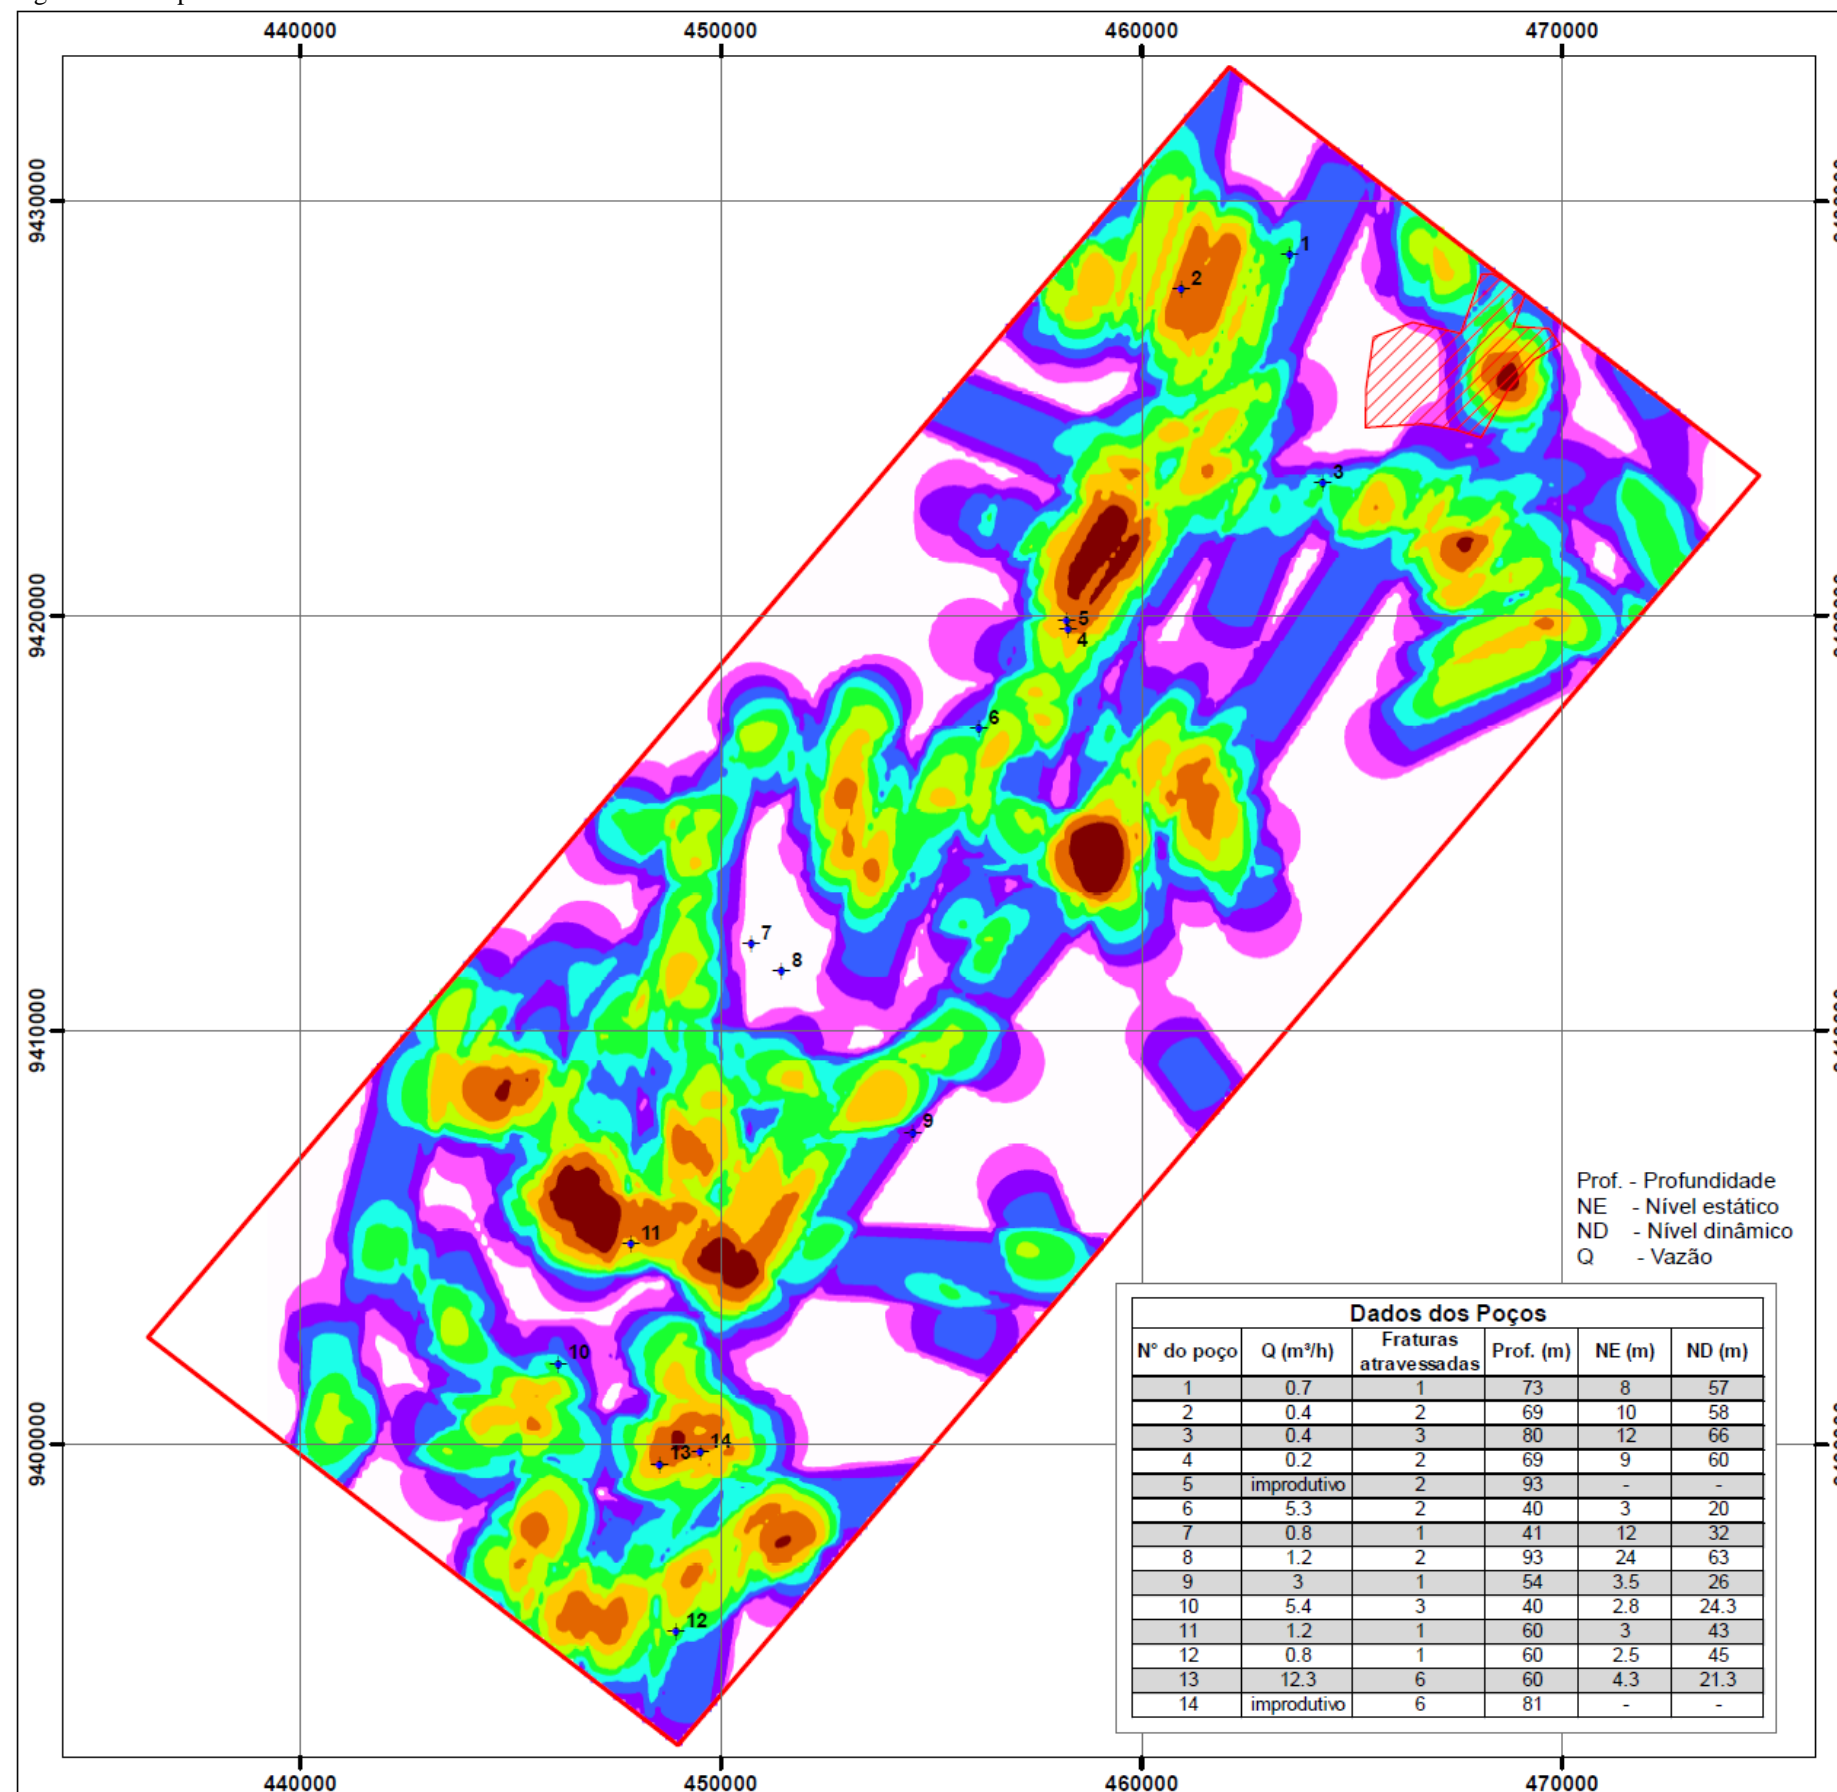 440000 450000 460000 470000
9430000
1
2
3
9420000
5
4
6
7
8
9410000
9
11
10
14
13
9400000
12
Prof. - Profundidade
NE - Nível estático
ND - Nível dinâmico
Q - Vazão
Dados dos Poços
N° do poço Q (m³/h) Fraturas atravessadas Prof. (m) NE (m) ND (m)
1 0.7 1 73 8 57
2 0.4 2 69 10 58
3 0.4 3 80 12 66
4 0.2 2 69 9 60
5 improdutivo 2 93 - -
6 5.3 2 40 3 20
7 0.8 1 41 12 32
8 1.2 2 93 24 63
9 3 1 54 3.5 26
10 5.4 3 40 2.8 24.3
11 1.2 1 60 3 43
12 0.8 1 60 2.5 45
13 12.3 6 60 4.3 21.3
14 improdutivo 6 81 - -
440000 450000 460000 470000